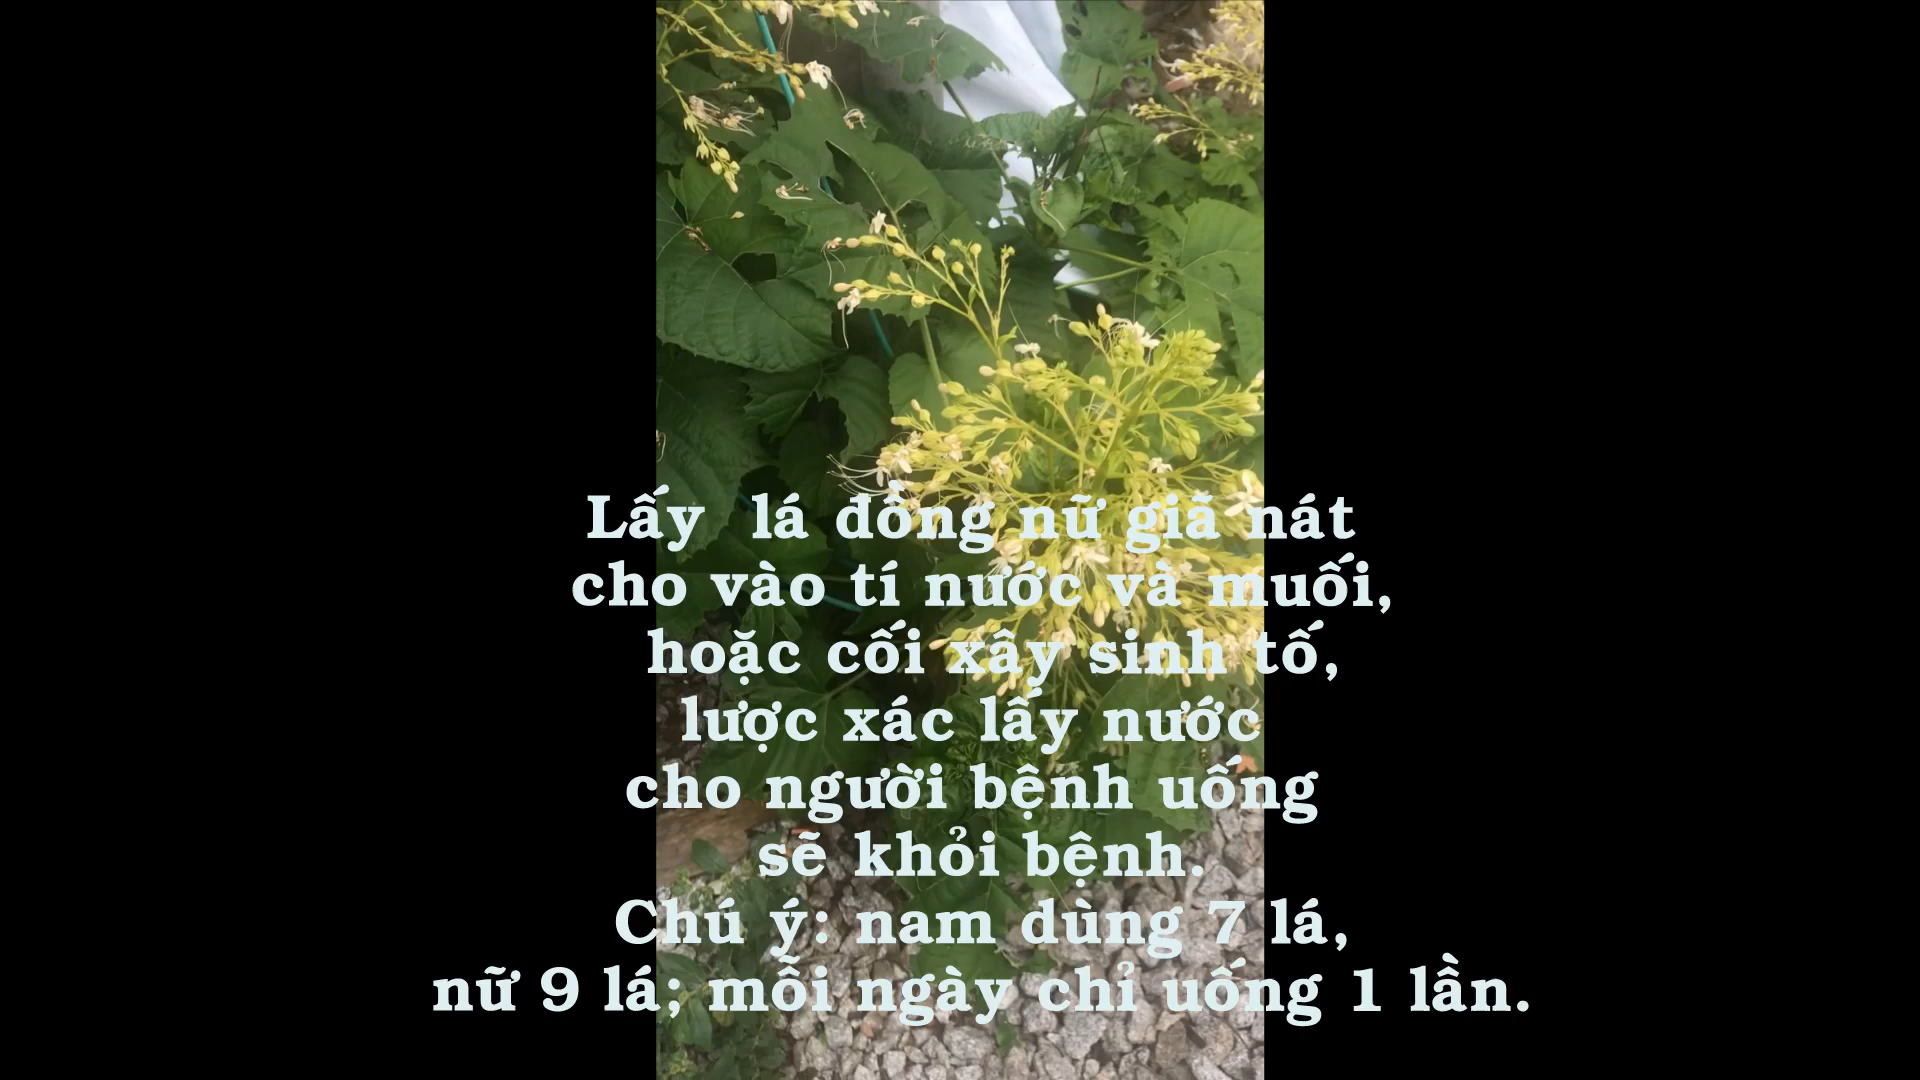 Lấy lá đồng nữ giã nát
cho vào tí nước và muối,
hoặc cối xây sinh tố,
lược xác lấy nước
cho người bệnh uống
sẽ khỏi bệnh.
Chú ý: nam dùng 7 lá,
nữ 9 lá; mỗi ngày chỉ uống 1 lần.